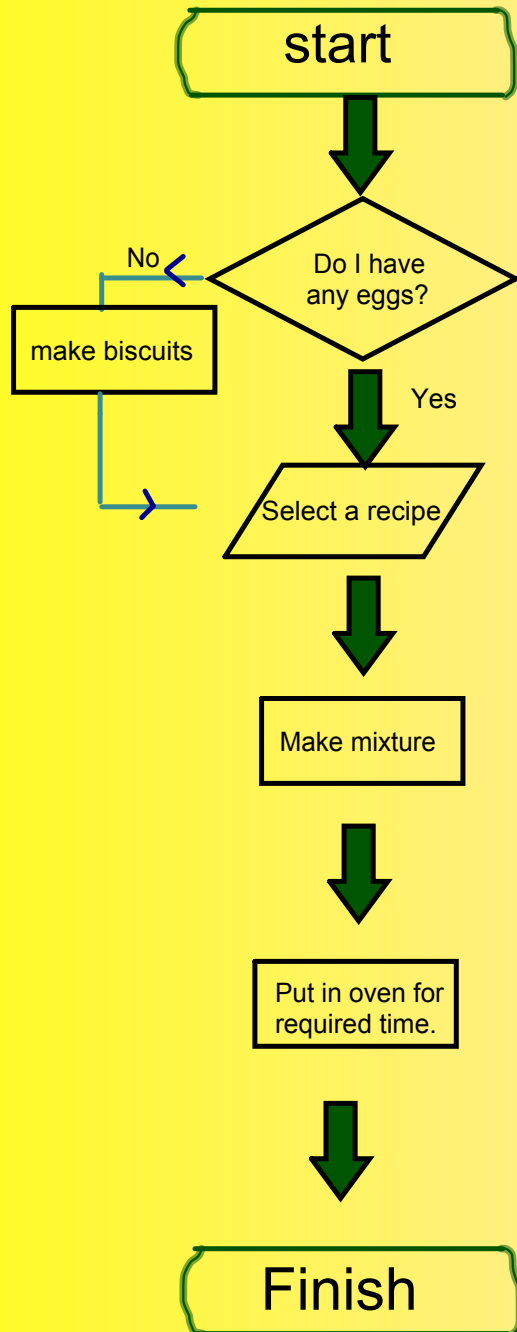 start
Do I have
any eggs?
No
make biscuits
Yes
Select a recipe
Make mixture
Put in oven for
required time.
Finish